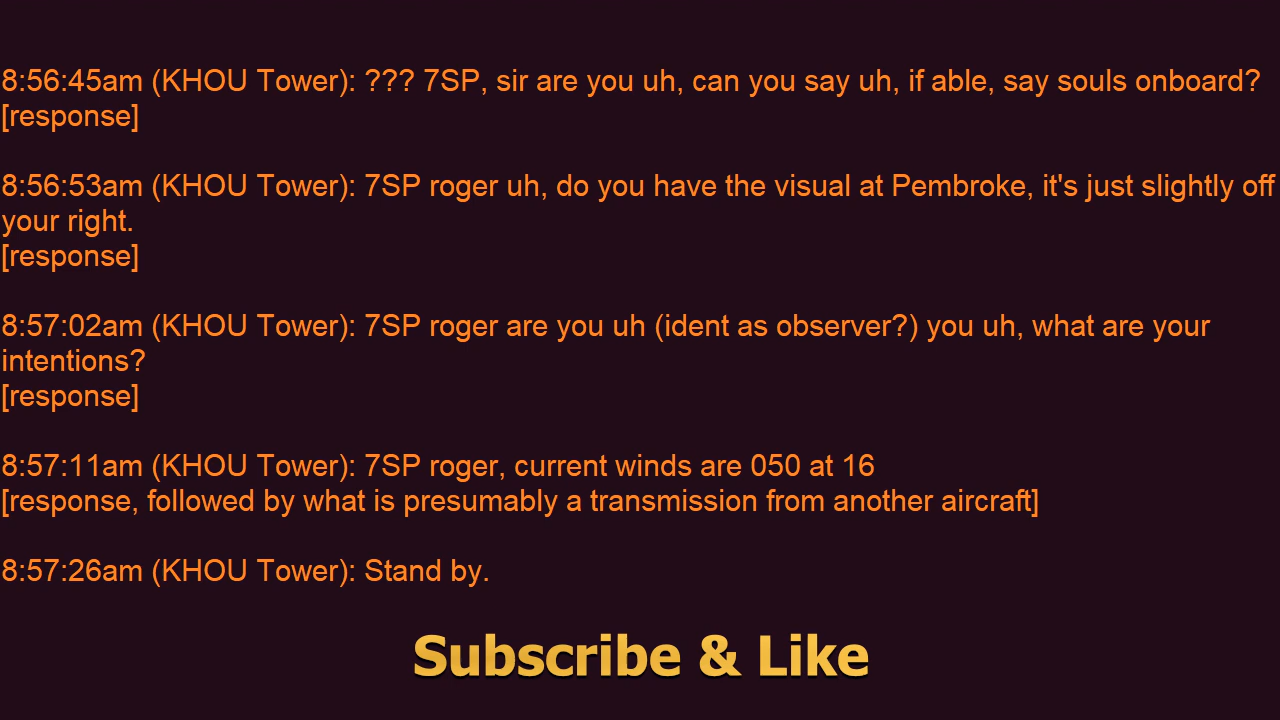 8:56:45am (KHOU Tower): ??? 7SP, sir are you uh, can you say uh, if able, say souls onboard?
[response]
8:56:53am (KHOU Tower): 7SP roger uh, do you have the visual at Pembroke, it's just slightly off
your right.
[response]
8:57:02am (KHOU Tower): 7SP roger are you uh (ident as observer?) you uh, what are your
intentions?
[response]
8:57:11am (KHOU Tower): 7SP roger, current winds are 050 at 16
[response, followed by what is presumably a transmission from another aircraft]
8:57:26am (KHOU Tower): Stand by.
Subscribe & Like